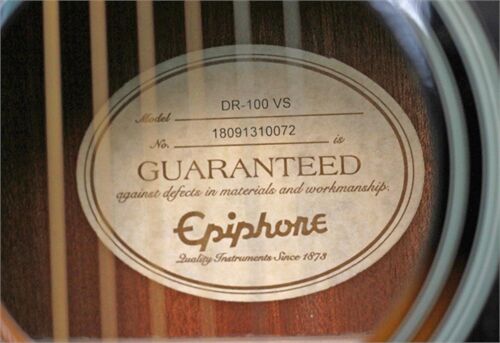 Model DR-100 VS
No. 18091310072 is
GUARANTEED
against defects in materials and workmanship.
Epiphone
Quality Instruments Since 1873